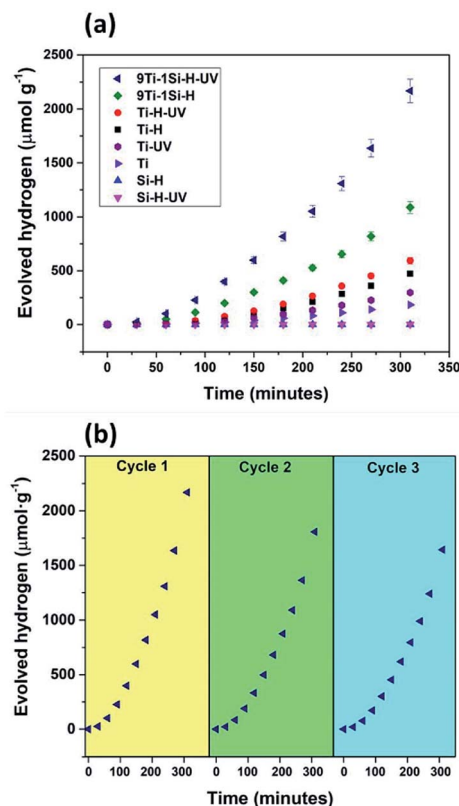 (a)
9Ti-1Si-H-UV
9Ti-1Si-H
Ti-H-UV
Ti-H
Ti-UV
Ti
Si-H
Si-H-UV
Evolved hydrogen (μmol g⁻¹)
2500
2000
1500
1000
500
0
0 50 100 150 200 250 300 350
Time (minutes)
(b)
Cycle 1 Cycle 2 Cycle 3
Evolved hydrogen (μmol·g⁻¹)
2500
2000
1500
1000
500
0
0 100 200 300 0 100 200 300 0 100 200 300
Time (minutes)